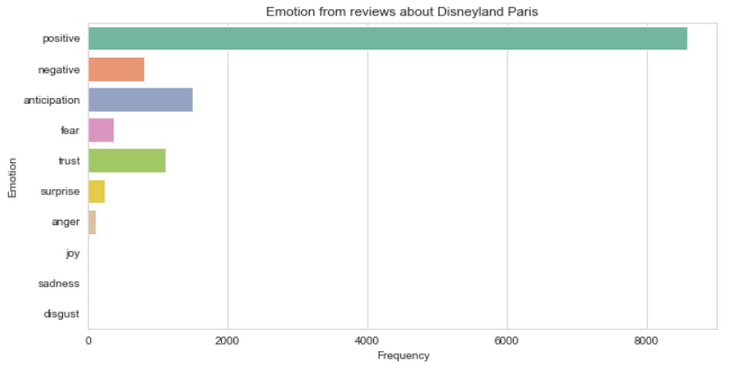 Emotion from reviews about Disneyland Paris
positive
negative
anticipation
fear
trust
surprise
anger
joy
sadness
disgust
Emotion
0 2000 4000 6000 8000
Frequency